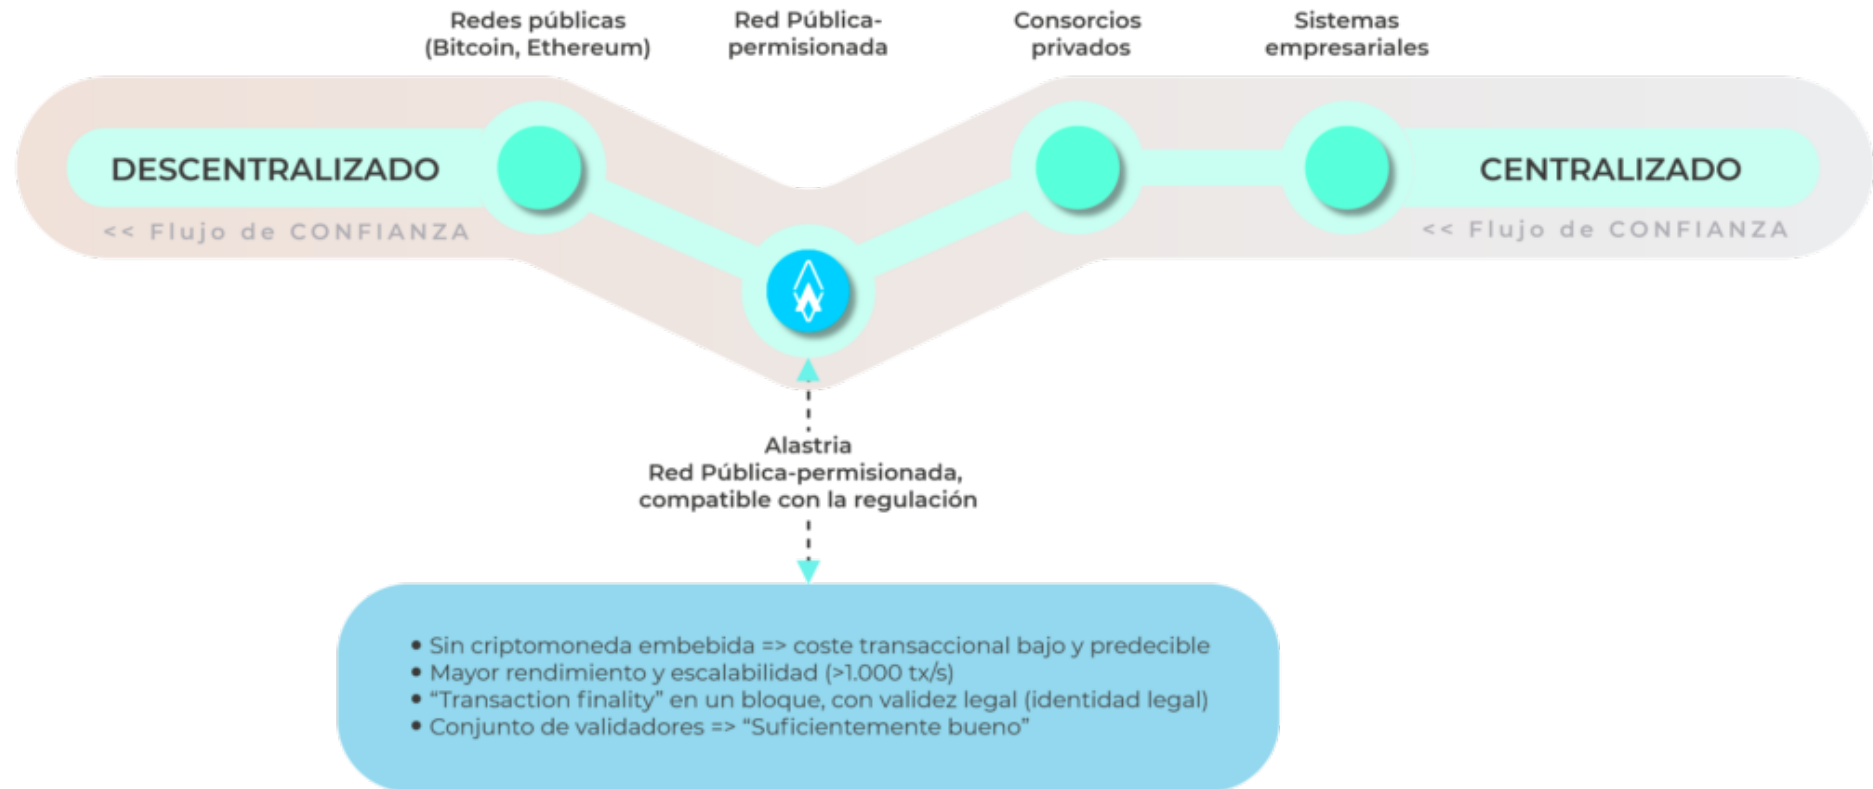 Redes públicas
(Bitcoin, Ethereum)
Red Pública-
permisionada
Consorcios
privados
Sistemas
empresariales
DESCENTRALIZADO
<< Flujo de CONFIANZA
CENTRALIZADO
<< Flujo de CONFIANZA
Alastria
Red Pública-permisionada,
compatible con la regulación
• Sin criptomoneda embebida => coste transaccional bajo y predecible
• Mayor rendimiento y escalabilidad (>1.000 tx/s)
• “Transaction finality” en un bloque, con validez legal (identidad legal)
• Conjunto de validadores => “Suficientemente bueno”